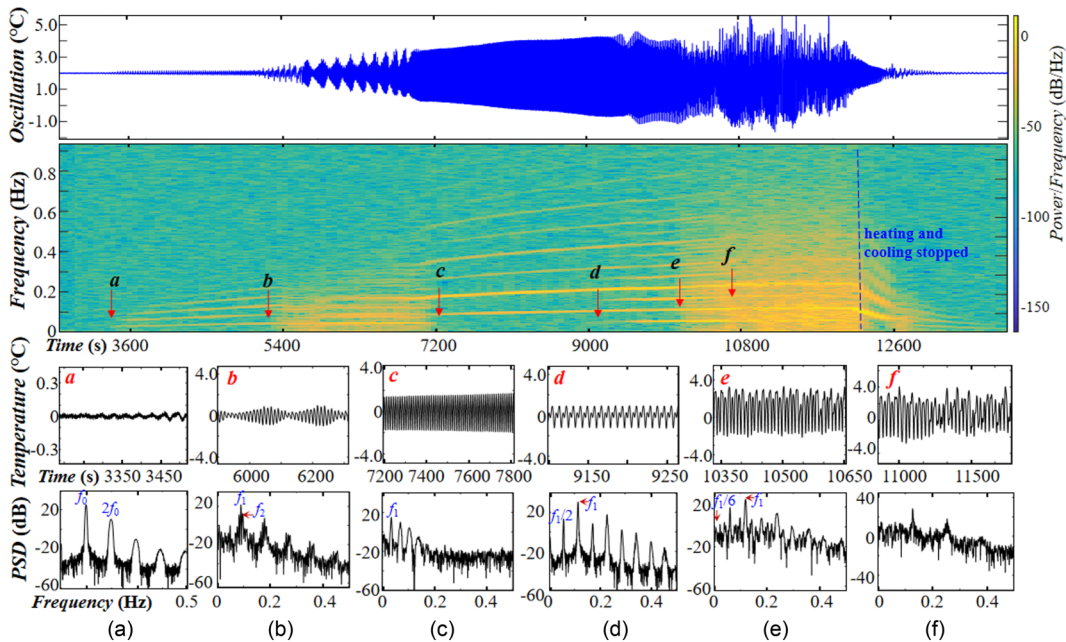 Oscillation (°C)
5.0
3.0
1.0
-1.0
Frequency (Hz)
0.8
0.6
0.4
0.2
0
a
b
c
d
e
f
heating and
cooling stopped
Time (s)
3600
5400
7200
9000
10800
12600
0
-50
-100
-150
Power/Frequency (dB/Hz)
Temperature (°C)
0.3
0
-0.3
a
Time (s)
3350 3450
4.0
0
-4.0
b
6000 6200
4.0
0
-4.0
c
7200 7400 7600 7800
4.0
0
-4.0
d
9150 9250
4.0
0
-4.0
e
10350 10500 10650
4.0
0
-4.0
f
11000 11500
PSD (dB)
20
-20
-60
f0
2f0
Frequency (Hz)
0.5
20
-20
-60
f1
f2
0 0.2 0.4
20
-20
-60
f1
0 0.2 0.4
20
-20
-60
f1/2
f1
0 0.2 0.4
20
-20
-60
f1/6
f1
0 0.2 0.4
40
0
-40
0 0.2 0.4
(a) (b) (c) (d) (e) (f)